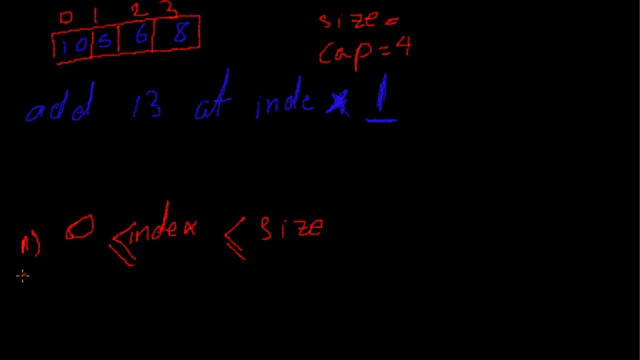 0 1 2 3
10 5 6 8
size=
cap=4
add 13 at index 1
1) 0 ≤ index ≤ size